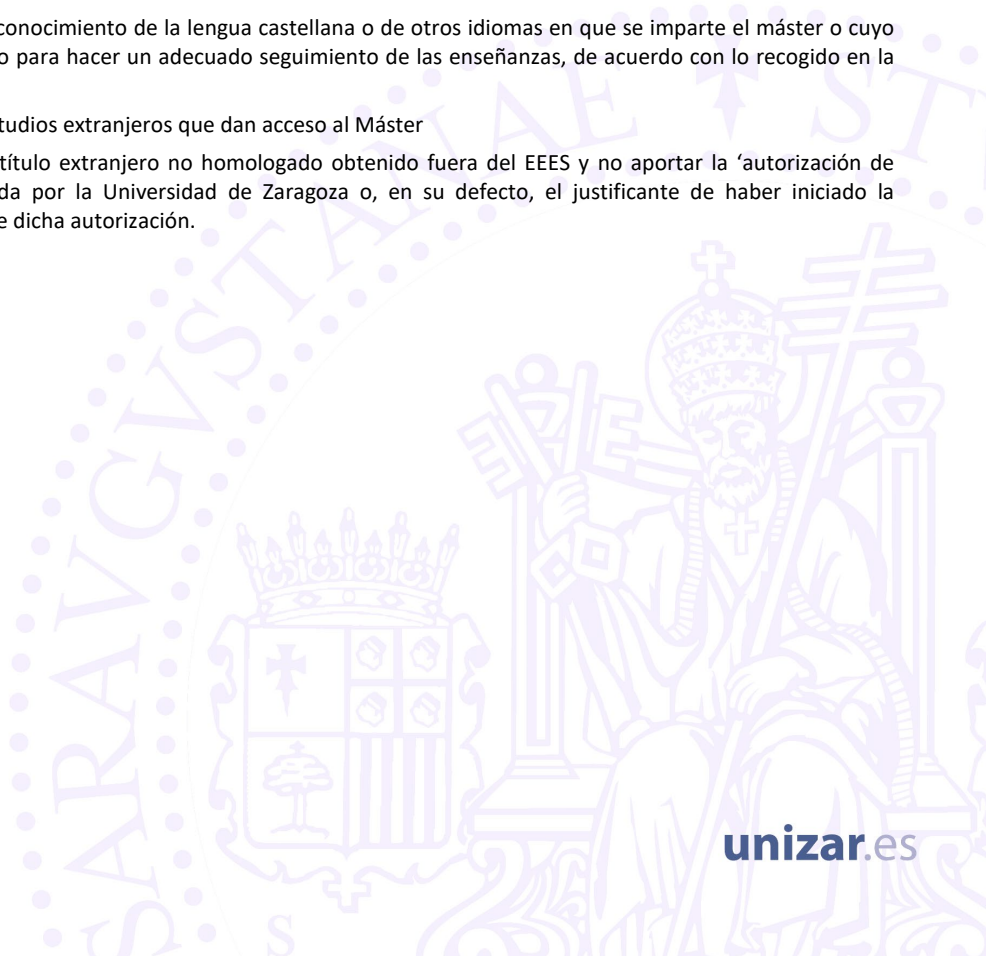 conocimiento de la lengua castellana o de otros idiomas en que se imparte el máster o cuyo
o para hacer un adecuado seguimiento de las enseñanzas, de acuerdo con lo recogido en la
tudios extranjeros que dan acceso al Máster
título extranjero no homologado obtenido fuera del EEES y no aportar la ‘autorización de
da por la Universidad de Zaragoza o, en su defecto, el justificante de haber iniciado la
e dicha autorización.
SARAVGVSTANAE ST
S
unizar.es